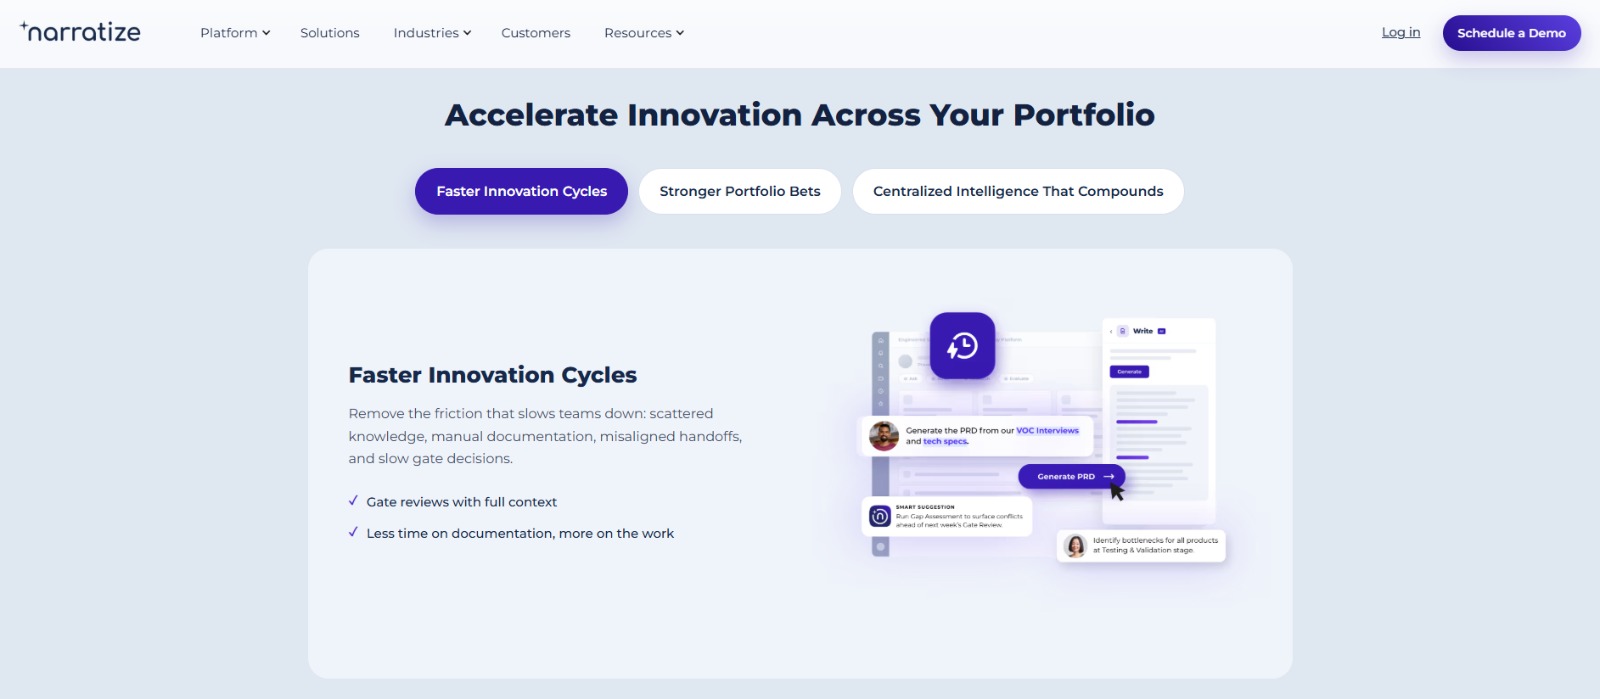 narratize
Platform
Solutions
Industries
Customers
Resources
Log in
Schedule a Demo
Accelerate Innovation Across Your Portfolio
Faster Innovation Cycles
Stronger Portfolio Bets
Centralized Intelligence That Compounds
Faster Innovation Cycles
Remove the friction that slows teams down: scattered
knowledge, manual documentation, misaligned handoffs,
and slow gate decisions.
Gate reviews with full context
Less time on documentation, more on the work
Write
Generate
Generate the PRD from our VOC Interviews
and tech specs.
Generate PRD
SMART SUGGESTION
Run Gap Assessment to surface conflicts
ahead of next week's Gate Review.
Identify bottlenecks for all products
at Testing & Validation stage.